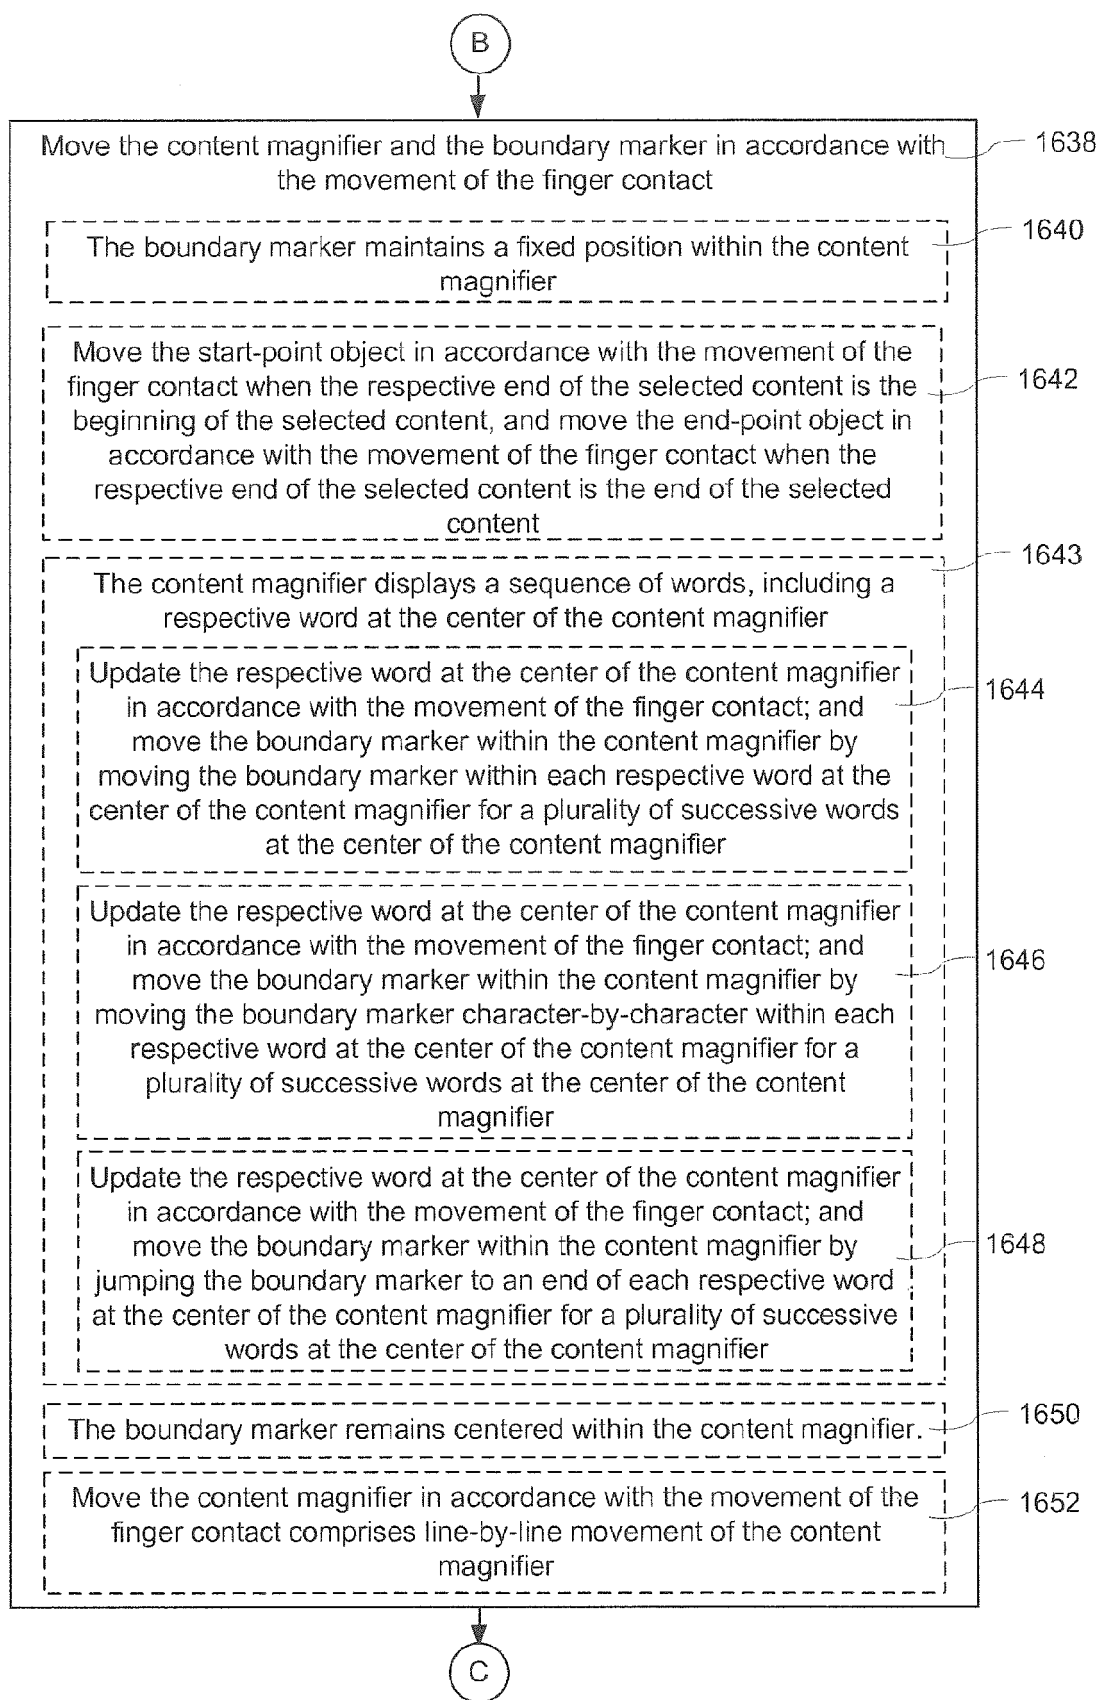 B
Move the content magnifier and the boundary marker in accordance with
the movement of the finger contact
1638
The boundary marker maintains a fixed position within the content
magnifier
1640
Move the start-point object in accordance with the movement of the
finger contact when the respective end of the selected content is the
beginning of the selected content, and move the end-point object in
accordance with the movement of the finger contact when the
respective end of the selected content is the end of the selected
content
1642
The content magnifier displays a sequence of words, including a
respective word at the center of the content magnifier
1643
Update the respective word at the center of the content magnifier
in accordance with the movement of the finger contact; and
move the boundary marker within the content magnifier by
moving the boundary marker within each respective word at the
center of the content magnifier for a plurality of successive words
at the center of the content magnifier
1644
Update the respective word at the center of the content magnifier
in accordance with the movement of the finger contact; and
move the boundary marker within the content magnifier by
moving the boundary marker character-by-character within each
respective word at the center of the content magnifier for a
plurality of successive words at the center of the content
magnifier
1646
Update the respective word at the center of the content magnifier
in accordance with the movement of the finger contact; and
move the boundary marker within the content magnifier by
jumping the boundary marker to an end of each respective word
at the center of the content magnifier for a plurality of successive
words at the center of the content magnifier
1648
The boundary marker remains centered within the content magnifier.
1650
Move the content magnifier in accordance with the movement of the
finger contact comprises line-by-line movement of the content
magnifier
1652
C